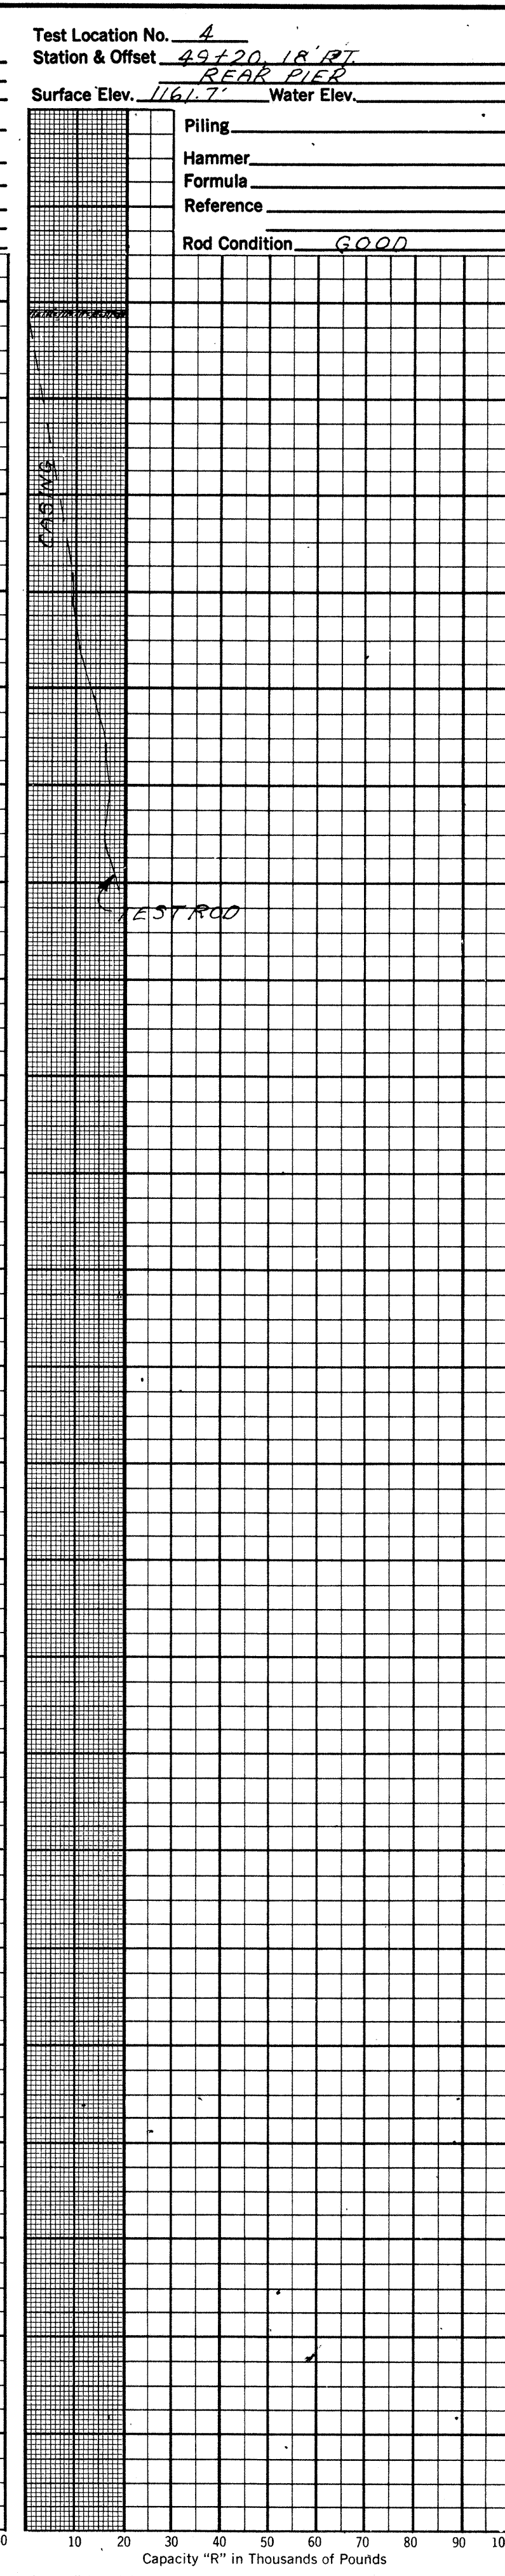 Test Location No. 4
Station & Offset 49+20, 18' RT.
REAR PIER
Surface Elev. 1161.7' Water Elev.
Piling
Hammer
Formula
Reference
Rod Condition GOOD
CASING
TEST ROD
0 10 20 30 40 50 60 70 80 90 10
Capacity "R" in Thousands of Pounds